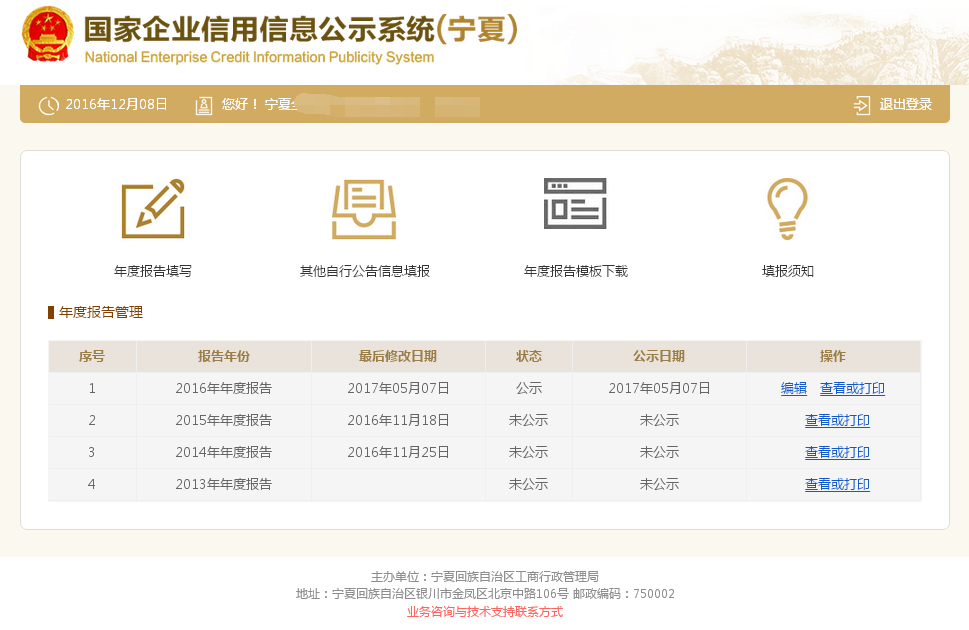 国家企业信用信息公示系统(宁夏)
National Enterprise Credit Information Publicity System
2016年12月08日 您好！ 宁夏 退出登录
年度报告填写 其他自行公告信息填报 年度报告模板下载 填报须知
年度报告管理
序号 报告年份 最后修改日期 状态 公示日期 操作
1 2016年年度报告 2017年05月07日 公示 2017年05月07日 编辑 查看或打印
2 2015年年度报告 2016年11月18日 未公示 未公示 查看或打印
3 2014年年度报告 2016年11月25日 未公示 未公示 查看或打印
4 2013年年度报告 未公示 未公示 查看或打印
主办单位：宁夏回族自治区工商行政管理局
地址：宁夏回族自治区银川市金凤区北京中路106号 邮政编码：750002
业务咨询与技术支持联系方式